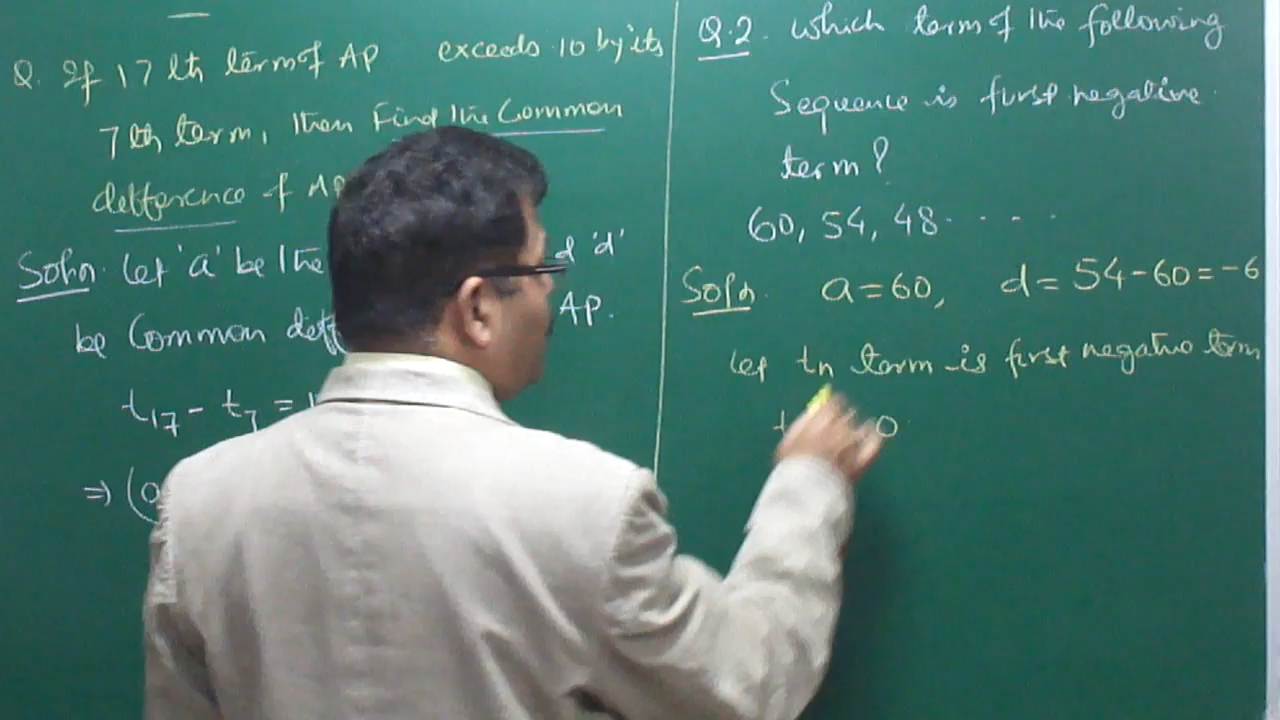 Q. If 17 th term of AP exceeds 10 by its
7 th term, then Find the Common
defference of AP
Soln. Let 'a' be the d 'd'
be Common deff AP.
t17 - t7 =
⇒ (a
Q.2. Which term of the following
Sequence is first negative
term?
60, 54, 48 - - - -
Soln. a=60, d= 54-60=-6
Let tn term is first negative term
t 0